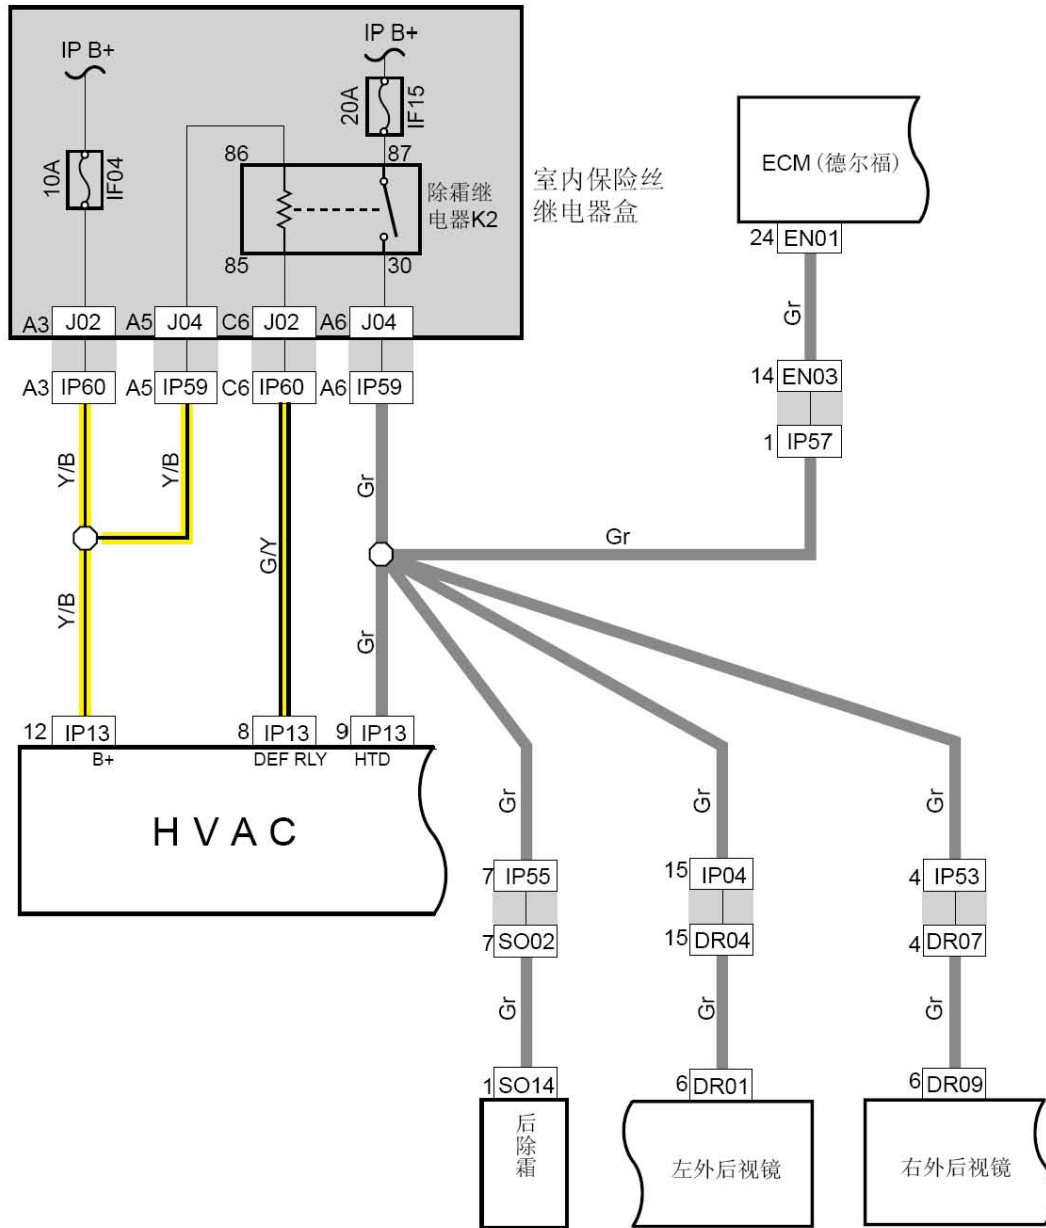 IP B+
IP B+
10A
IF04
20A
IF15
86
87
除霜继
电器K2
85
30
室内保险丝
继电器盒
A3 J02
A5 J04
C6 J02
A6 J04
A3 IP60
A5 IP59
C6 IP60
A6 IP59
ECM (德尔福)
24 EN01
Gr
14 EN03
1 IP57
Y/B
Y/B
Gr
Gr
G/Y
Y/B
Gr
12 IP13
8 IP13
9 IP13
B+
DEF RLY
HTD
HVAC
Gr
Gr
Gr
7 IP55
15 IP04
4 IP53
7 SO02
15 DR04
4 DR07
Gr
Gr
Gr
1 SO14
6 DR01
6 DR09
后
除
霜
左外后视镜
右外后视镜